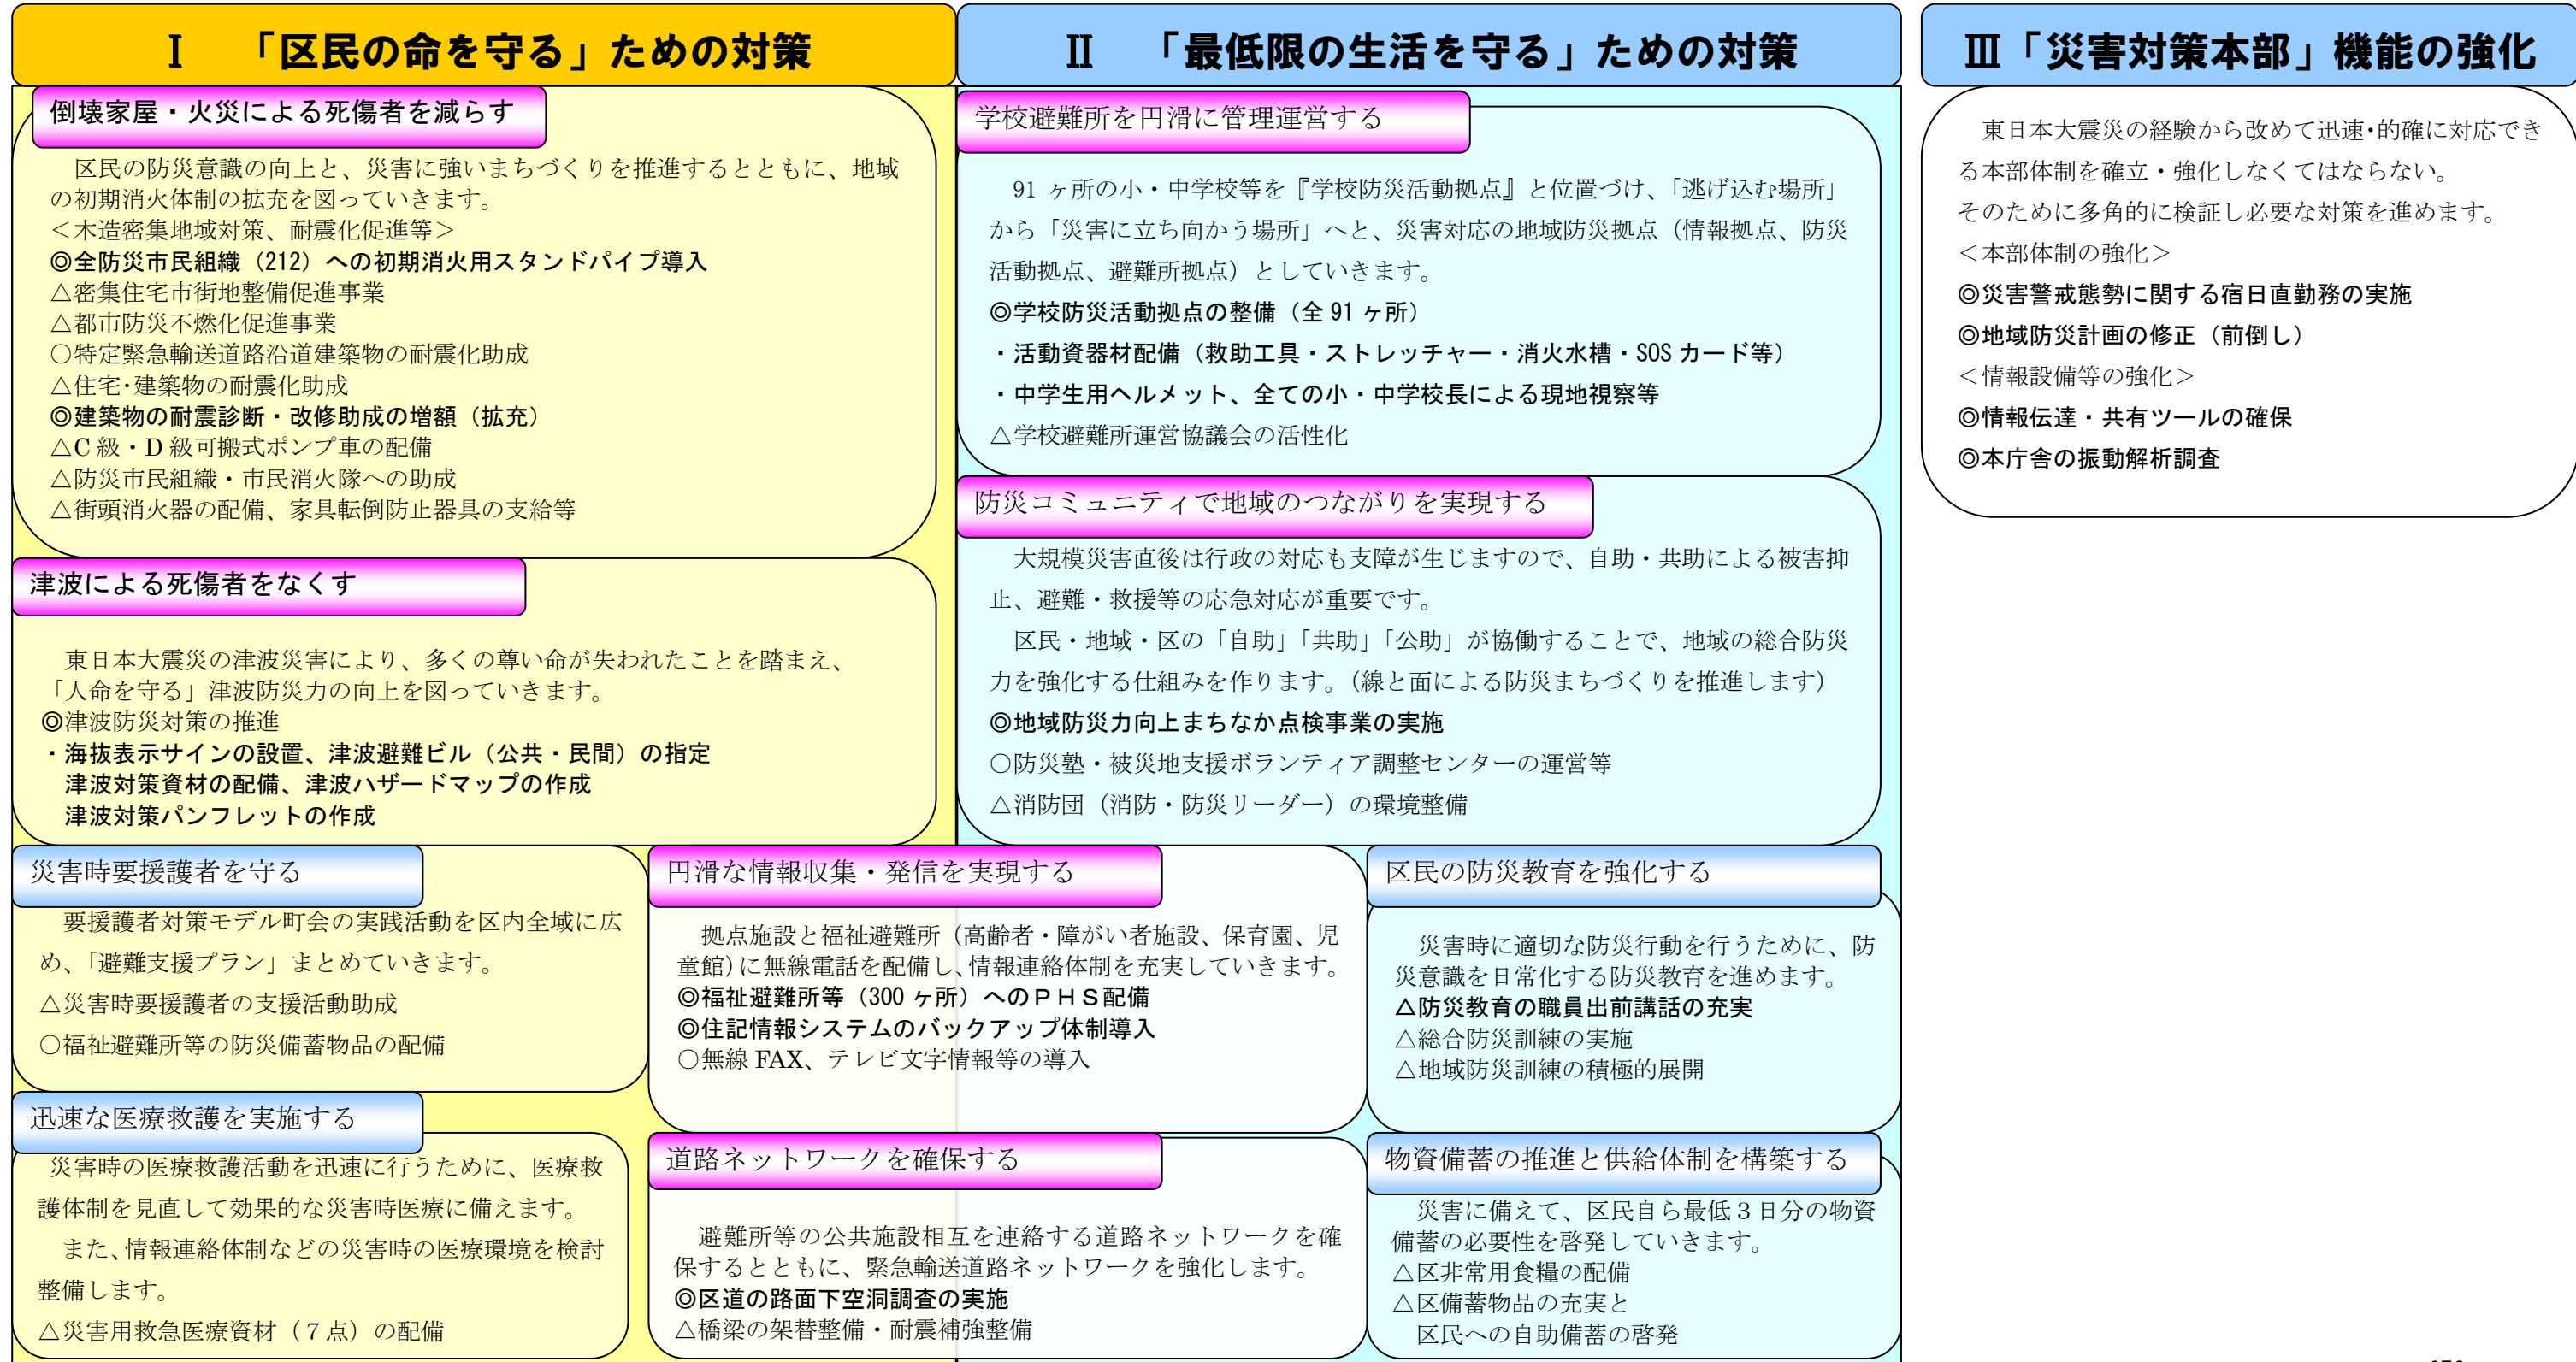 Ⅰ 「区民の命を守る」ための対策
倒壊家屋・火災による死傷者を減らす
区民の防災意識の向上と、災害に強いまちづくりを推進するとともに、地域
の初期消火体制の拡充を図っていきます。
＜木造密集地域対策、耐震化促進等＞
◎全防災市民組織（212）への初期消火用スタンドパイプ導入
△密集住宅市街地整備促進事業
△都市防災不燃化促進事業
○特定緊急輸送道路沿道建築物の耐震化助成
△住宅・建築物の耐震化助成
◎建築物の耐震診断・改修助成の増額（拡充）
△C 級・D 級可搬式ポンプ車の配備
△防災市民組織・市民消火隊への助成
△街頭消火器の配備、家具転倒防止器具の支給等
津波による死傷者をなくす
東日本大震災の津波災害により、多くの尊い命が失われたことを踏まえ、
「人命を守る」津波防災力の向上を図っていきます。
◎津波防災対策の推進
・海抜表示サインの設置、津波避難ビル（公共・民間）の指定
津波対策資材の配備、津波ハザードマップの作成
津波対策パンフレットの作成
災害時要援護者を守る
要援護者対策モデル町会の実践活動を区内全域に広
め、「避難支援プラン」まとめていきます。
△災害時要援護者の支援活動助成
○福祉避難所等の防災備蓄物品の配備
迅速な医療救護を実施する
災害時の医療救護活動を迅速に行うために、医療救
護体制を見直して効果的な災害時医療に備えます。
また、情報連絡体制などの災害時の医療環境を検討
整備します。
△災害用救急医療資材（７点）の配備
Ⅱ 「最低限の生活を守る」ための対策
学校避難所を円滑に管理運営する
91 ヶ所の小・中学校等を『学校防災活動拠点』と位置づけ、「逃げ込む場所」
から「災害に立ち向かう場所」へと、災害対応の地域防災拠点（情報拠点、防災
活動拠点、避難所拠点）としていきます。
◎学校防災活動拠点の整備（全 91 ヶ所）
・活動資器材配備（救助工具・ストレッチャー・消火水槽・SOS カード等）
・中学生用ヘルメット、全ての小・中学校長による現地視察等
△学校避難所運営協議会の活性化
防災コミュニティで地域のつながりを実現する
大規模災害直後は行政の対応も支障が生じますので、自助・共助による被害抑
止、避難・救援等の応急対応が重要です。
区民・地域・区の「自助」「共助」「公助」が協働することで、地域の総合防災
力を強化する仕組みを作ります。（線と面による防災まちづくりを推進します）
◎地域防災力向上まちなか点検事業の実施
○防災塾・被災地支援ボランティア調整センターの運営等
△消防団（消防・防災リーダー）の環境整備
円滑な情報収集・発信を実現する
拠点施設と福祉避難所（高齢者・障がい者施設、保育園、児
童館）に無線電話を配備し、情報連絡体制を充実していきます。
◎福祉避難所等（300 ヶ所）へのＰＨＳ配備
◎住記情報システムのバックアップ体制導入
○無線 FAX、テレビ文字情報等の導入
道路ネットワークを確保する
避難所等の公共施設相互を連絡する道路ネットワークを確
保するとともに、緊急輸送道路ネットワークを強化します。
◎区道の路面下空洞調査の実施
△橋梁の架替整備・耐震補強整備
区民の防災教育を強化する
災害時に適切な防災行動を行うために、防
災意識を日常化する防災教育を進めます。
△防災教育の職員出前講話の充実
△総合防災訓練の実施
△地域防災訓練の積極的展開
物資備蓄の推進と供給体制を構築する
災害に備えて、区民自ら最低３日分の物資
備蓄の必要性を啓発していきます。
△区非常用食糧の配備
△区備蓄物品の充実と
区民への自助備蓄の啓発
Ⅲ「災害対策本部」機能の強化
東日本大震災の経験から改めて迅速・的確に対応でき
る本部体制を確立・強化しなくてはならない。
そのために多角的に検証し必要な対策を進めます。
＜本部体制の強化＞
◎災害警戒態勢に関する宿日直勤務の実施
◎地域防災計画の修正（前倒し）
＜情報設備等の強化＞
◎情報伝達・共有ツールの確保
◎本庁舎の振動解析調査